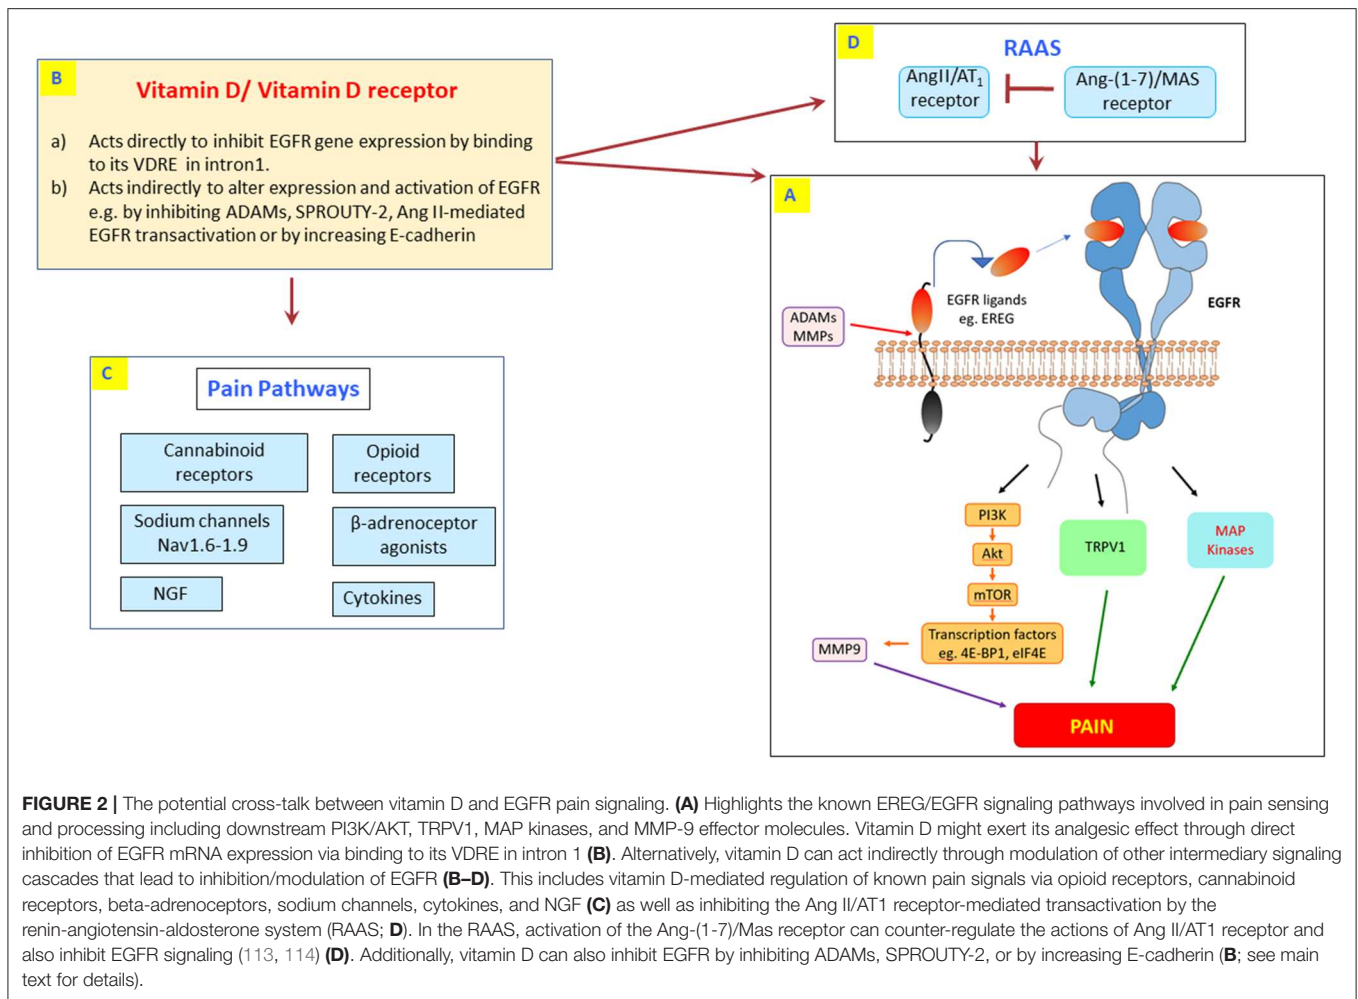 B
Vitamin D/ Vitamin D receptor
a) Acts directly to inhibit EGFR gene expression by binding
to its VDRE in intron1.
b) Acts indirectly to alter expression and activation of EGFR
e.g. by inhibiting ADAMs, SPROUTY-2, Ang II-mediated
EGFR transactivation or by increasing E-cadherin
D
RAAS
AngII/AT1
receptor
Ang-(1-7)/MAS
receptor
A
EGFR ligands
eg. EREG
EGFR
ADAMs
MMPs
PI3K
Akt
mTOR
Transcription factors
eg. 4E-BP1, eIF4E
MMP9
TRPV1
MAP
Kinases
PAIN
C
Pain Pathways
Cannabinoid
receptors
Opioid
receptors
Sodium channels
Nav1.6-1.9
β-adrenoceptor
agonists
NGF
Cytokines
FIGURE 2 | The potential cross-talk between vitamin D and EGFR pain signaling. (A) Highlights the known EREG/EGFR signaling pathways involved in pain sensing
and processing including downstream PI3K/AKT, TRPV1, MAP kinases, and MMP-9 effector molecules. Vitamin D might exert its analgesic effect through direct
inhibition of EGFR mRNA expression via binding to its VDRE in intron 1 (B). Alternatively, vitamin D can act indirectly through modulation of other intermediary signaling
cascades that lead to inhibition/modulation of EGFR (B–D). This includes vitamin D-mediated regulation of known pain signals via opioid receptors, cannabinoid
receptors, beta-adrenoceptors, sodium channels, cytokines, and NGF (C) as well as inhibiting the Ang II/AT1 receptor-mediated transactivation by the
renin-angiotensin-aldosterone system (RAAS; D). In the RAAS, activation of the Ang-(1-7)/Mas receptor can counter-regulate the actions of Ang II/AT1 receptor and
also inhibit EGFR signaling (113, 114) (D). Additionally, vitamin D can also inhibit EGFR by inhibiting ADAMs, SPROUTY-2, or by increasing E-cadherin (B; see main
text for details).